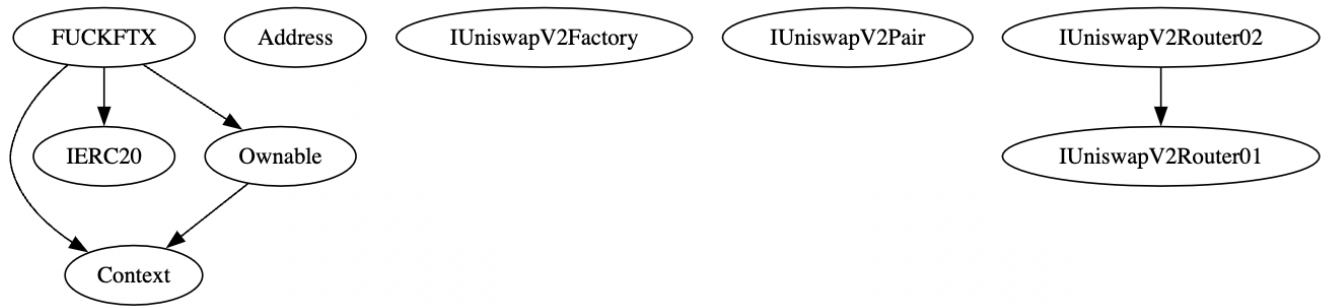 FUCKFTX
Address
IUniswapV2Factory
IUniswapV2Pair
IUniswapV2Router02
IERC20
Ownable
IUniswapV2Router01
Context